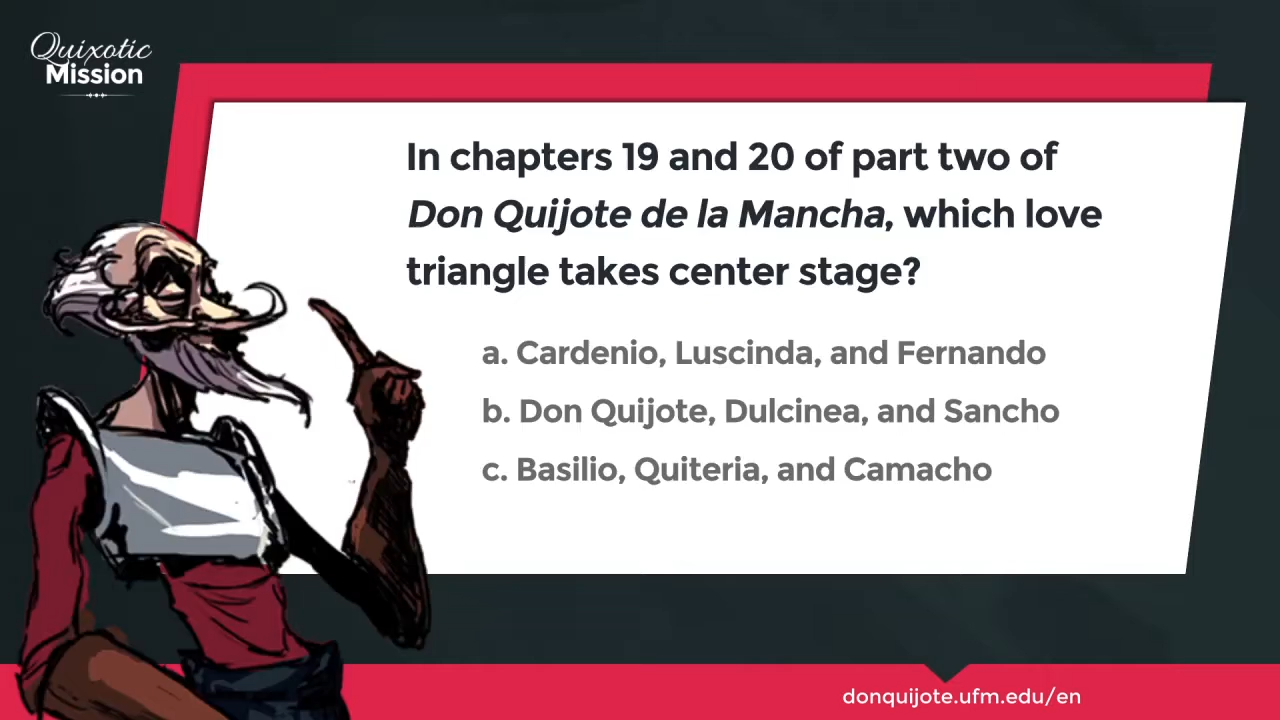 Quixotic
Mission
In chapters 19 and 20 of part two of
Don Quijote de la Mancha, which love
triangle takes center stage?
a. Cardenio, Luscinda, and Fernando
b. Don Quijote, Dulcinea, and Sancho
c. Basilio, Quiteria, and Camacho
donquijote.ufm.edu/en